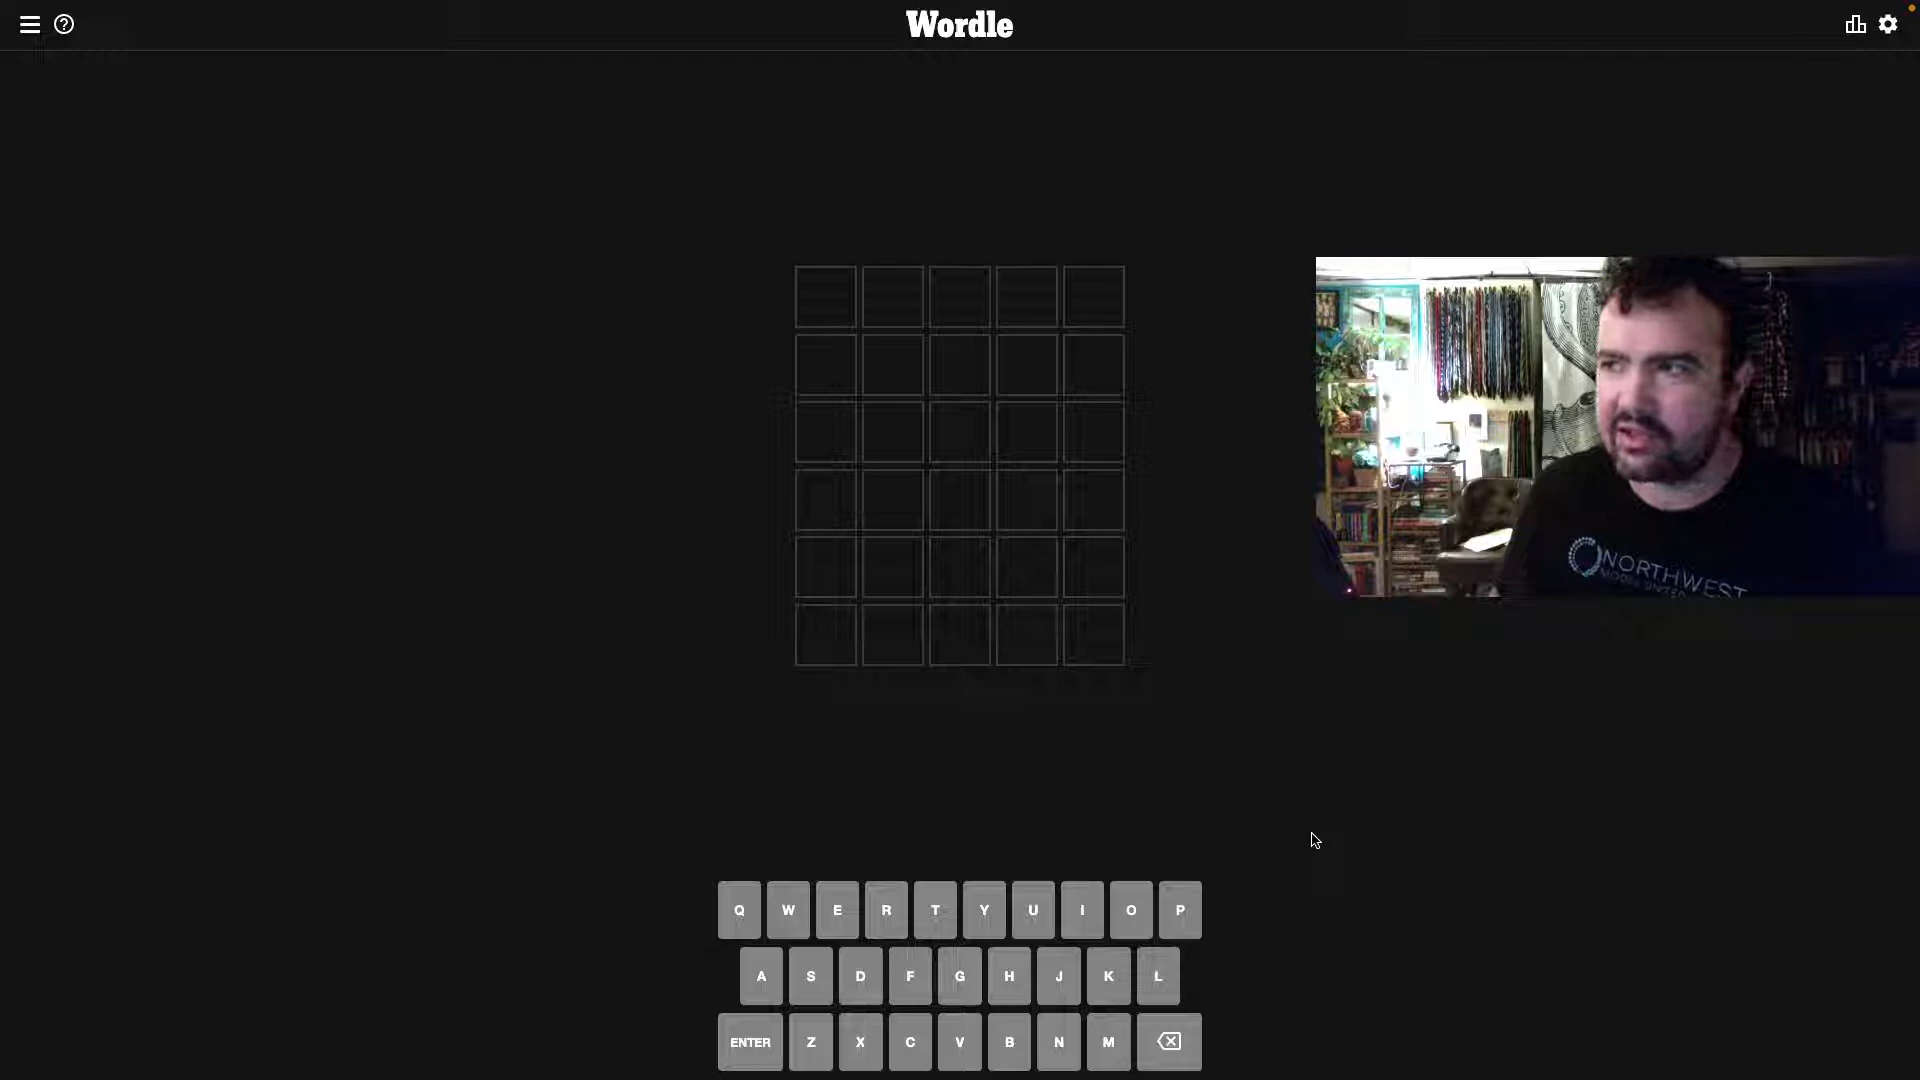 Wordle
NORTHWEST
Q W E R T Y U I O P
A S D F G H J K L
ENTER Z X C V B N M